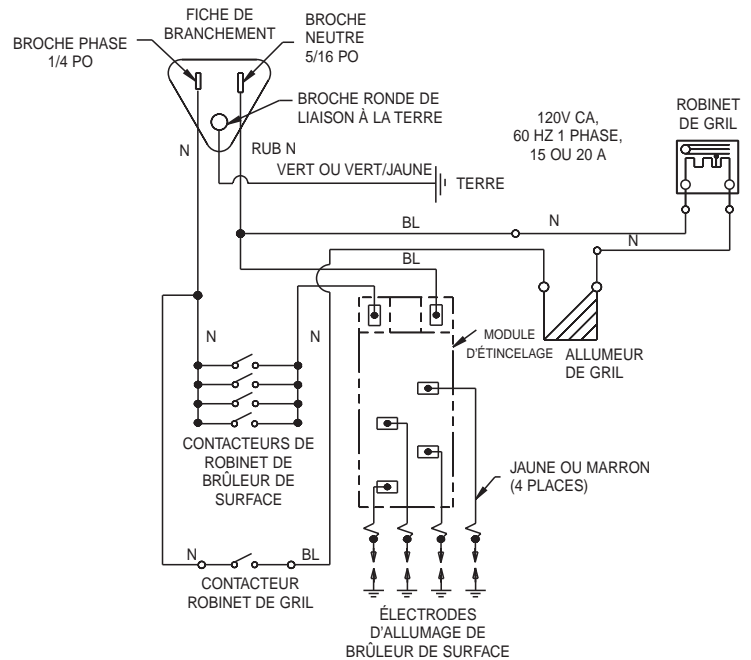 FICHE DE
BRANCHEMENT
BROCHE PHASE
1/4 PO
BROCHE
NEUTRE
5/16 PO
BROCHE RONDE DE
LIAISON À LA TERRE
120V CA,
60 HZ 1 PHASE,
15 OU 20 A
ROBINET
DE GRIL
N
RUB N
VERT OU VERT/JAUNE
TERRE
BL
N
N
BL
N
N
MODULE
D'ÉTINCELAGE
ALLUMEUR
DE GRIL
CONTACTEURS DE
ROBINET DE
BRÛLEUR DE
SURFACE
JAUNE OU MARRON
(4 PLACES)
N
BL
CONTACTEUR
ROBINET DE GRIL
ÉLECTRODES
D'ALLUMAGE DE
BRÛLEUR DE SURFACE